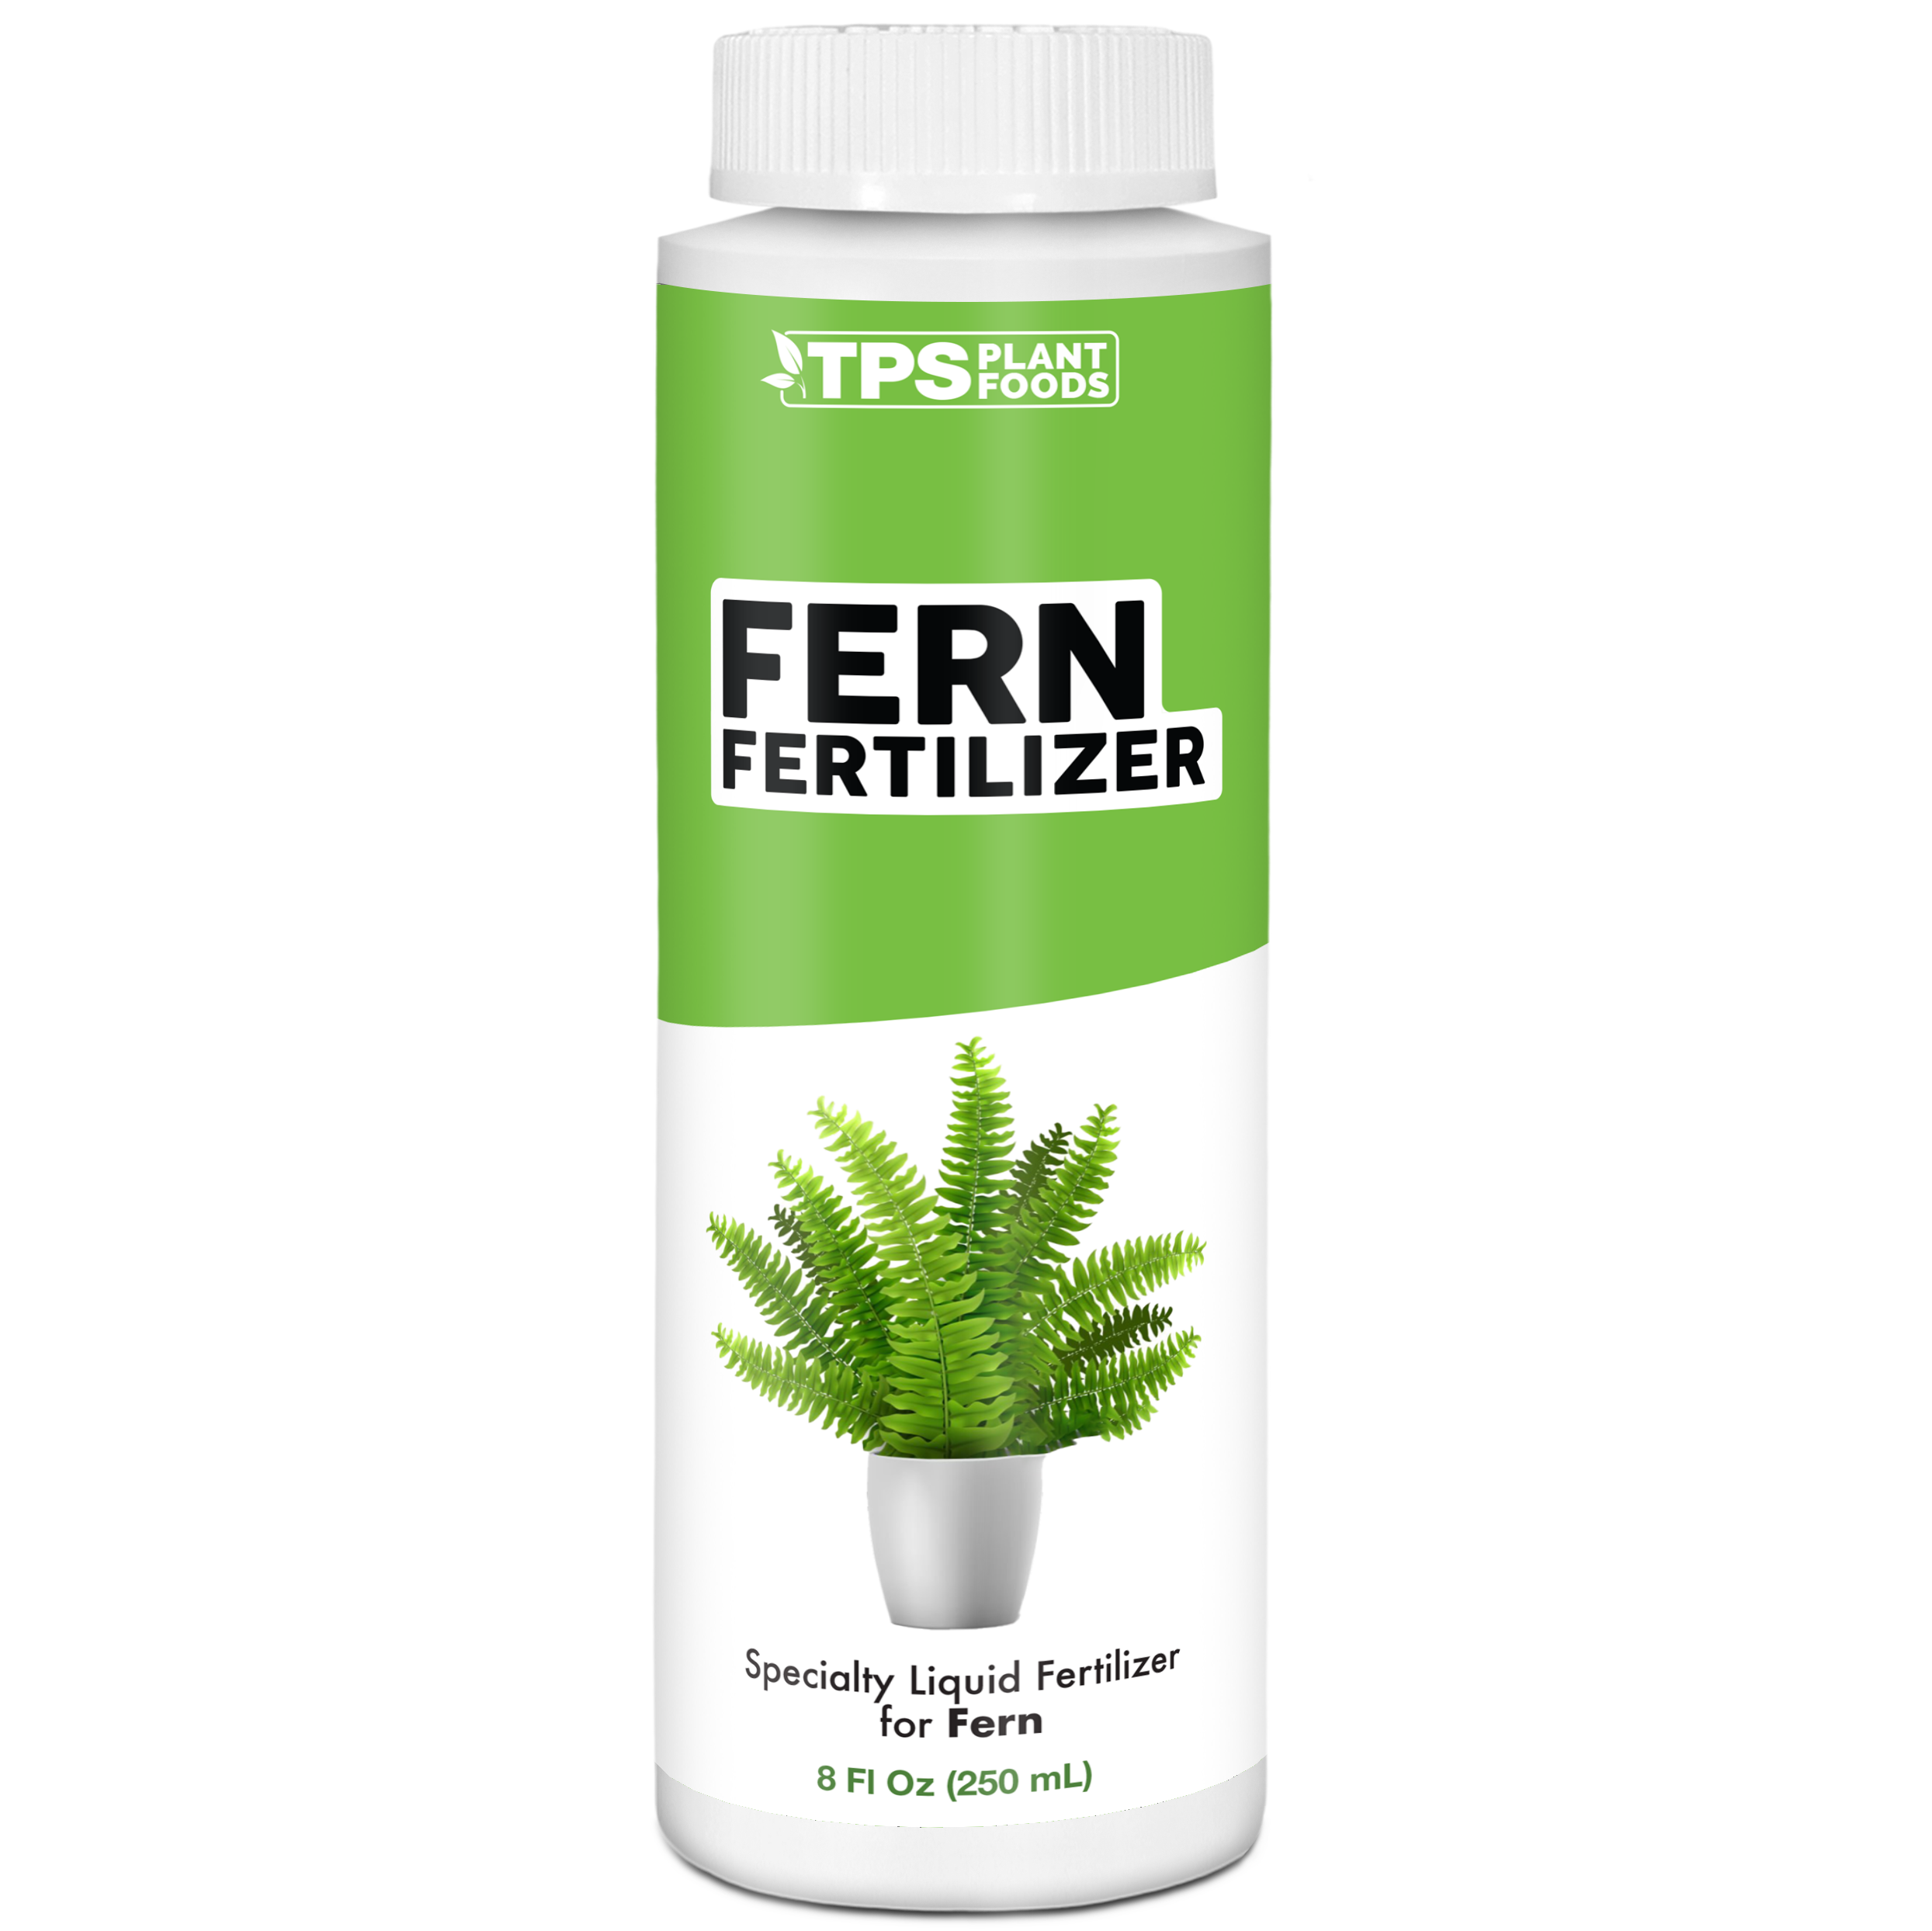 TPS PLANT
FOODS
FERN
FERTILIZER
Specialty Liquid Fertilizer
for Fern
8 Fl Oz (250 mL)